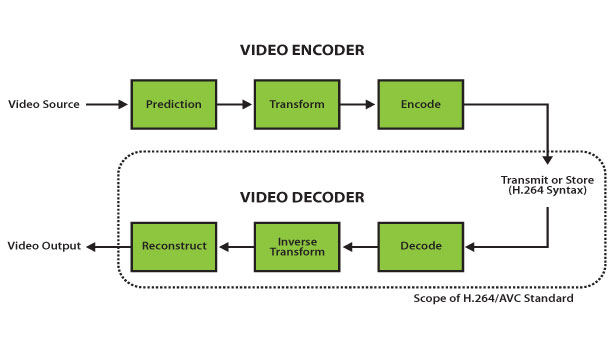 VIDEO ENCODER
Video Source
Prediction
Transform
Encode
Transmit or Store
(H.264 Syntax)
VIDEO DECODER
Video Output
Reconstruct
Inverse
Transform
Decode
Scope of H.264/AVC Standard